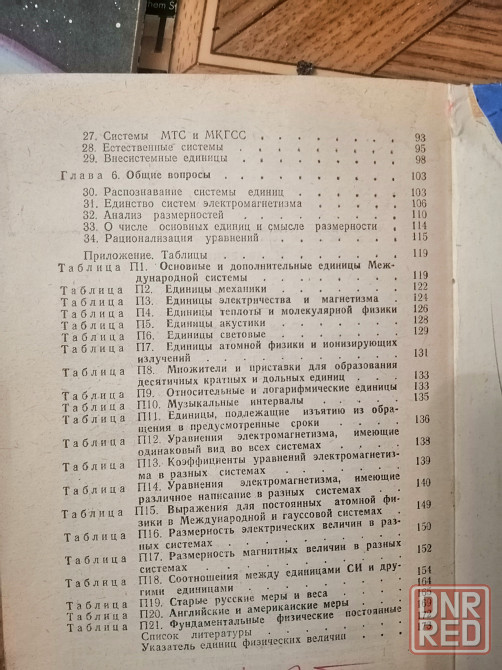 27. Системы МТС и МКГСС 93
28. Естественные системы 95
29. Внесистемные единицы 98
Глава 6. Общие вопросы 103
30. Распознавание системы единиц 103
31. Единство систем электромагнетизма 106
32. Анализ размерностей 110
33. О числе основных единиц и смысле размерности 114
34. Рационализация уравнений 115
Приложение. Таблицы 119
Таблица П1. Основные и дополнительные единицы Меж-
дународной системы 119
Таблица П2. Единицы механики 122
Таблица П3. Единицы электричества и магнетизма 124
Таблица П4. Единицы теплоты и молекулярной физики 126
Таблица П5. Единицы акустики 128
Таблица П6. Единицы световые 129
Таблица П7. Единицы атомной физики и ионизирующих
излучений 131
Таблица П8. Множители и приставки для образования
десятичных кратных и дольных единиц 133
Таблица П9. Относительные и логарифмические единицы 133
Таблица П10. Музыкальные интервалы 135
Таблица П11. Единицы, подлежащие изъятию из обра-
щения в предусмотренные сроки 136
Таблица П12. Уравнения электромагнетизма, имеющие
одинаковый вид во всех системах 138
Таблица П13. Коэффициенты уравнений электромагнетиз-
ма в разных системах 139
Таблица П14. Уравнения электромагнетизма, имеющие
различное написание в разных системах 140
Таблица П15. Выражения для постоянных атомной фи-
зики в Международной и гауссовой системах 149
Таблица П16. Размерность электрических величин в раз-
ных системах 150
Таблица П17. Размерность магнитных величин в разных
системах 152
Таблица П18. Соотношения между единицами СИ и дру-
гими единицами 154
Таблица П19. Старые русские меры и веса 164
Таблица П20. Английские и американские меры
Таблица П21. Фундаментальные физические постоянные
Список литературы
Указатель единиц физических величин
DNR
RED